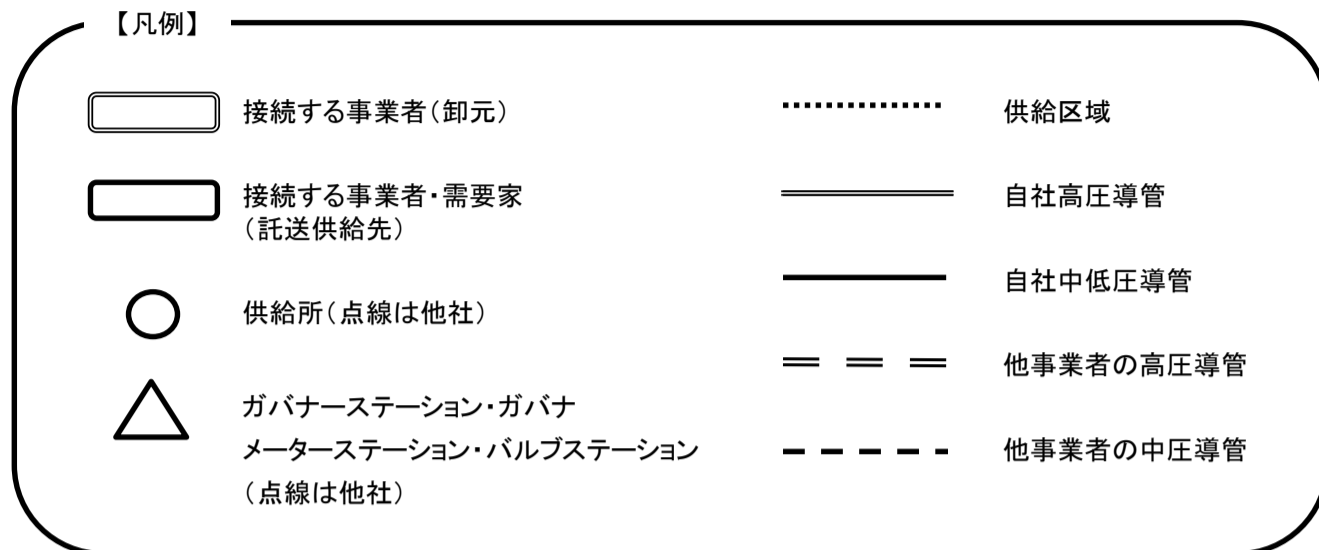 【凡例】
接続する事業者（卸元）
接続する事業者・需要家
（託送供給先）
供給所（点線は他社）
ガバナーステーション・ガバナ
メーターステーション・バルブステーション
（点線は他社）
供給区域
自社高圧導管
自社中低圧導管
他事業者の高圧導管
他事業者の中圧導管